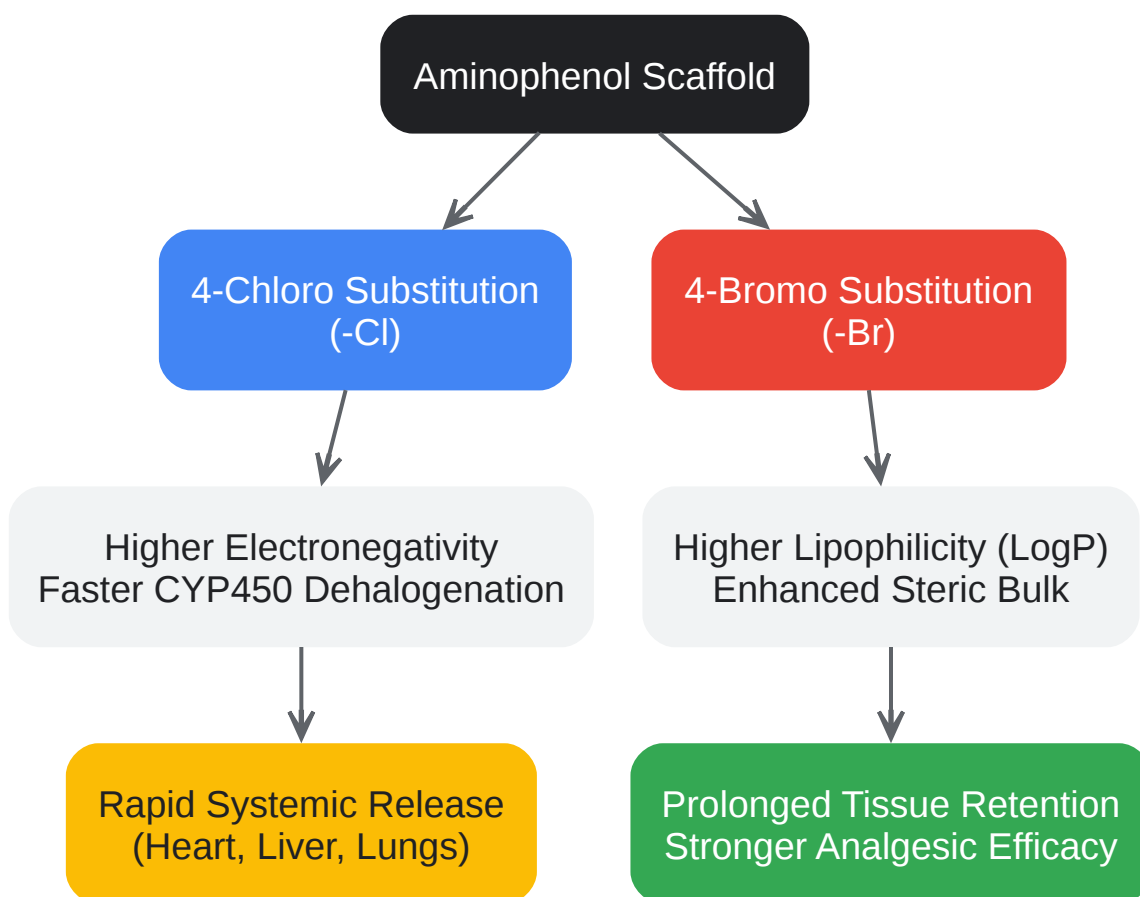 Aminophenol Scaffold
4-Chloro Substitution
(-Cl)
4-Bromo Substitution
(-Br)
Higher Electronegativity
Faster CYP450 Dehalogenation
Higher Lipophilicity (LogP)
Enhanced Steric Bulk
Rapid Systemic Release
(Heart, Liver, Lungs)
Prolonged Tissue Retention
Stronger Analgesic Efficacy